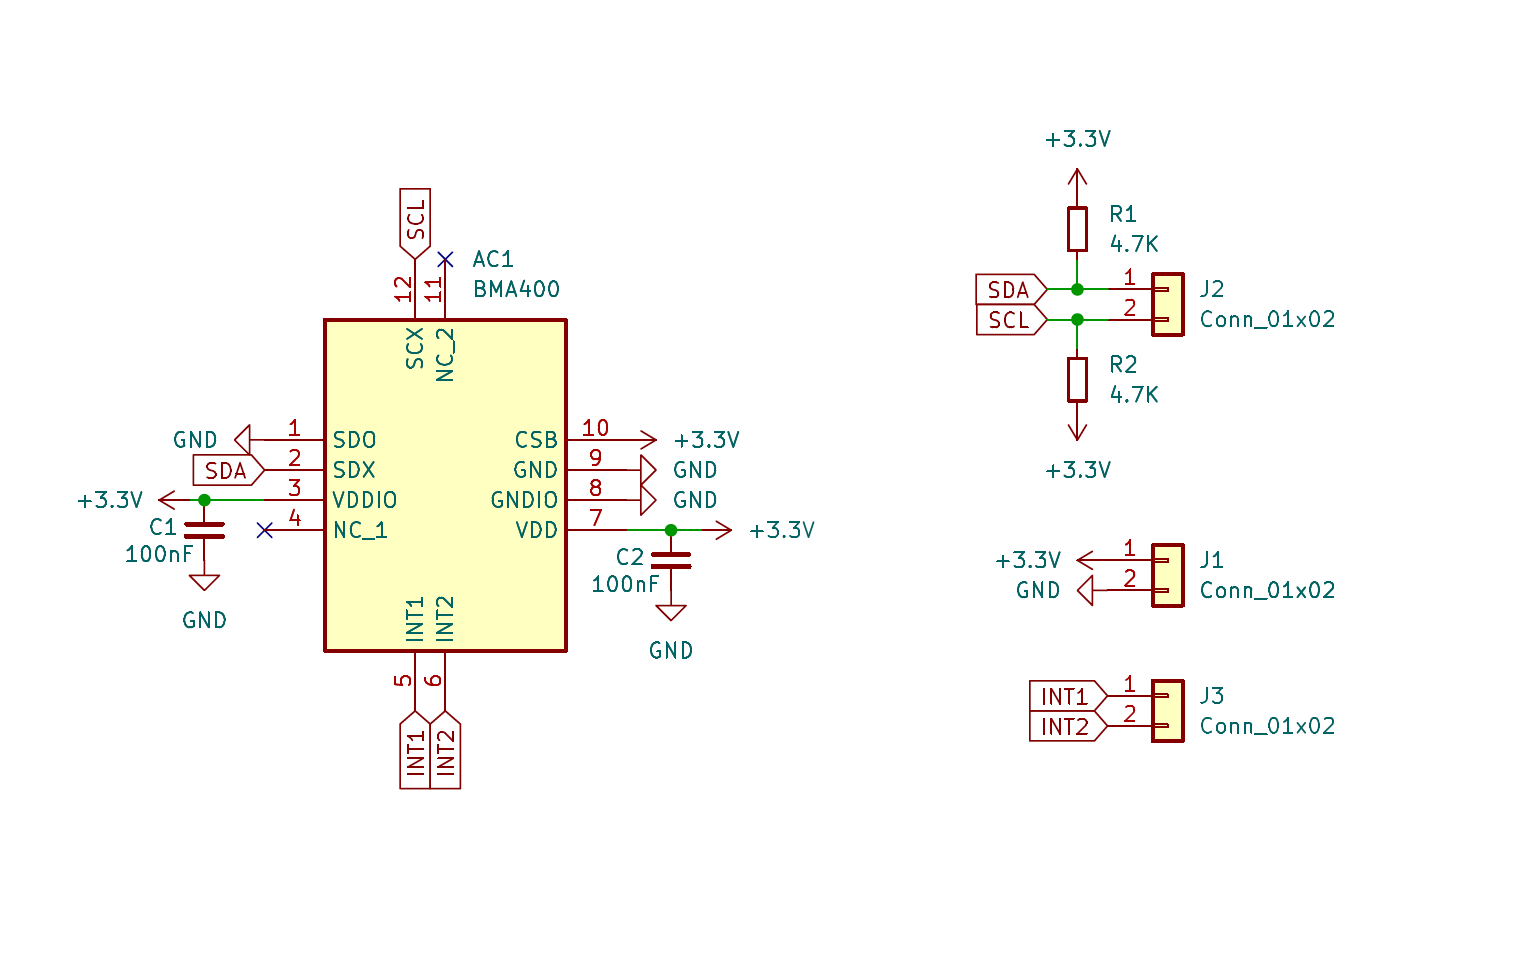 SCL
AC1
BMA400
12
11
SCX
NC_2
GND
1
SDO
SDA
2
SDX
+3.3V
3
VDDIO
4
NC_1
C1
100nF
GND
CSB
10
+3.3V
GND
9
GND
GNDIO
8
GND
VDD
7
+3.3V
C2
100nF
GND
INT1
INT2
5
6
INT1
INT2
+3.3V
R1
4.7K
SDA
1
J2
SCL
2
Conn_01x02
R2
4.7K
+3.3V
+3.3V
1
J1
GND
2
Conn_01x02
INT1
1
J3
INT2
2
Conn_01x02